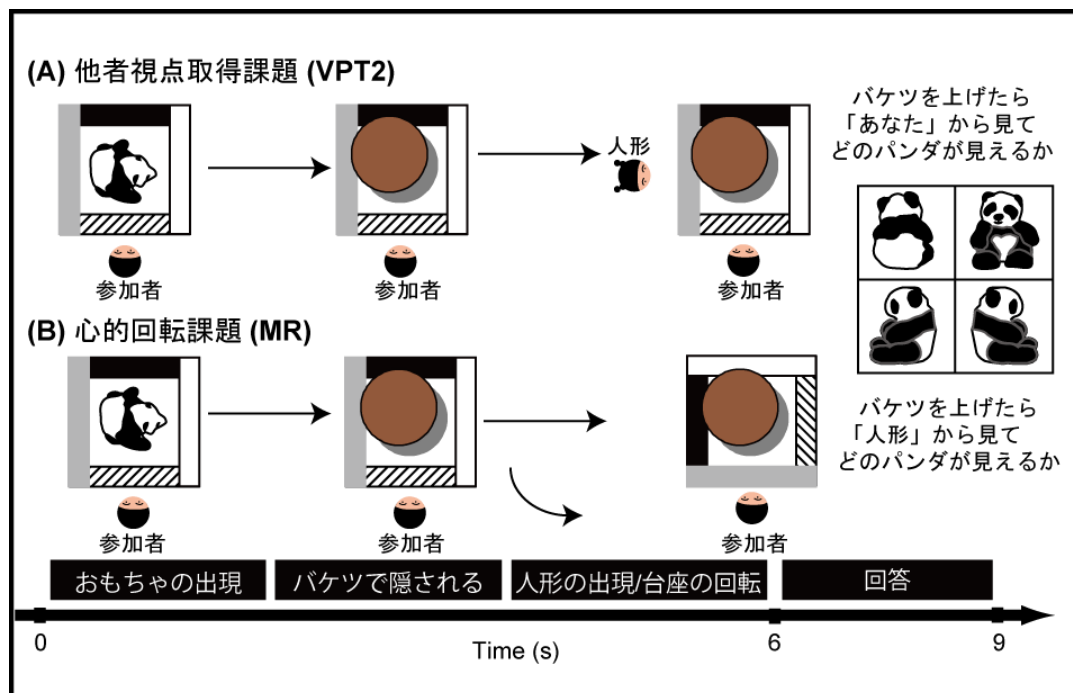 (A) 他者視点取得課題 (VPT2)
人形
参加者
参加者
参加者
バケツを上げたら
「あなた」から見て
どのパンダが見えるか
(B) 心的回転課題 (MR)
参加者
参加者
参加者
バケツを上げたら
「人形」から見て
どのパンダが見えるか
おもちゃの出現
バケツで隠される
人形の出現/台座の回転
回答
0
6
9
Time (s)